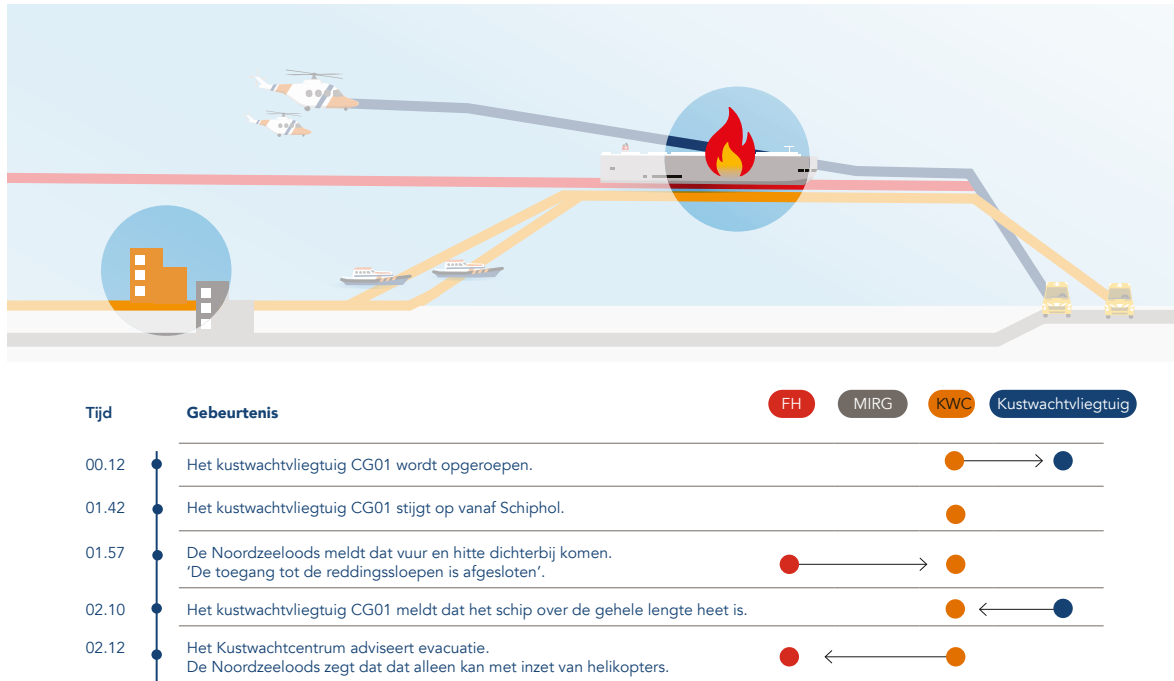 Tijd
Gebeurtenis
FH
MIRG
KWC
Kustwachtvliegtuig
00.12
Het kustwachtvliegtuig CG01 wordt opgeroepen.
01.42
Het kustwachtvliegtuig CG01 stijgt op vanaf Schiphol.
01.57
De Noordzeeloods meldt dat vuur en hitte dichterbij komen.
'De toegang tot de reddingssloepen is afgesloten'.
02.10
Het kustwachtvliegtuig CG01 meldt dat het schip over de gehele lengte heet is.
02.12
Het Kustwachtcentrum adviseert evacuatie.
De Noordzeeloods zegt dat dat alleen kan met inzet van helikopters.